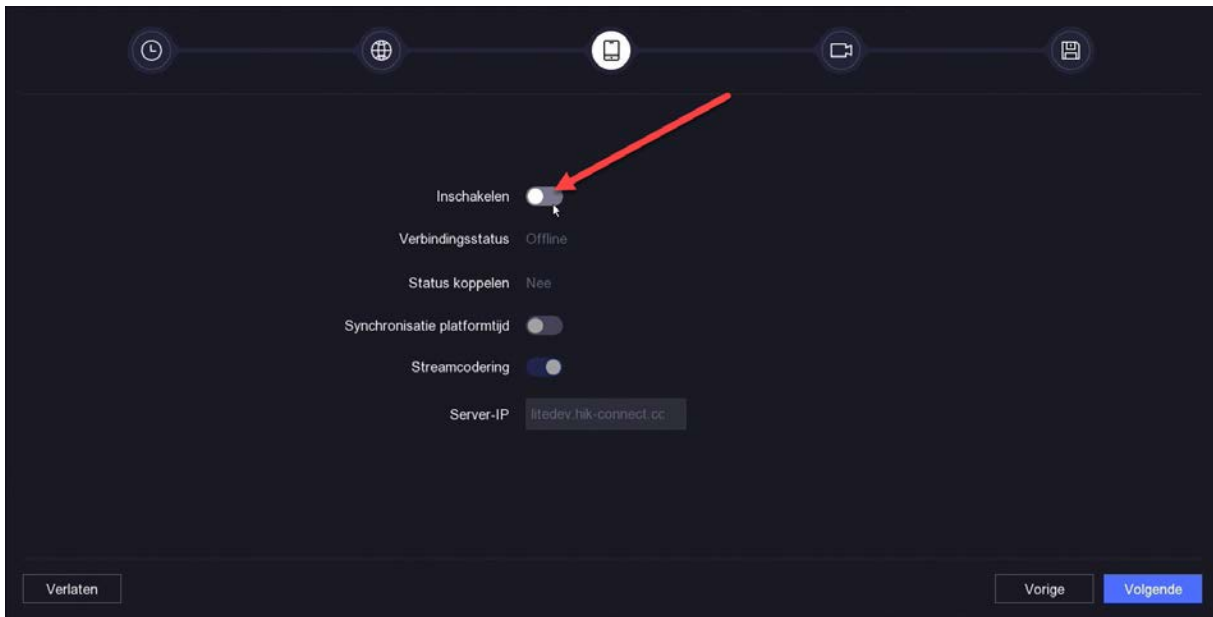 Inschakelen
Verbindingsstatus Offline
Status koppelen Nee
Synchronisatie platformtijd
Streamcodering
Server-IP litedev.hik-connect.cc
Verlaten Vorige Volgende